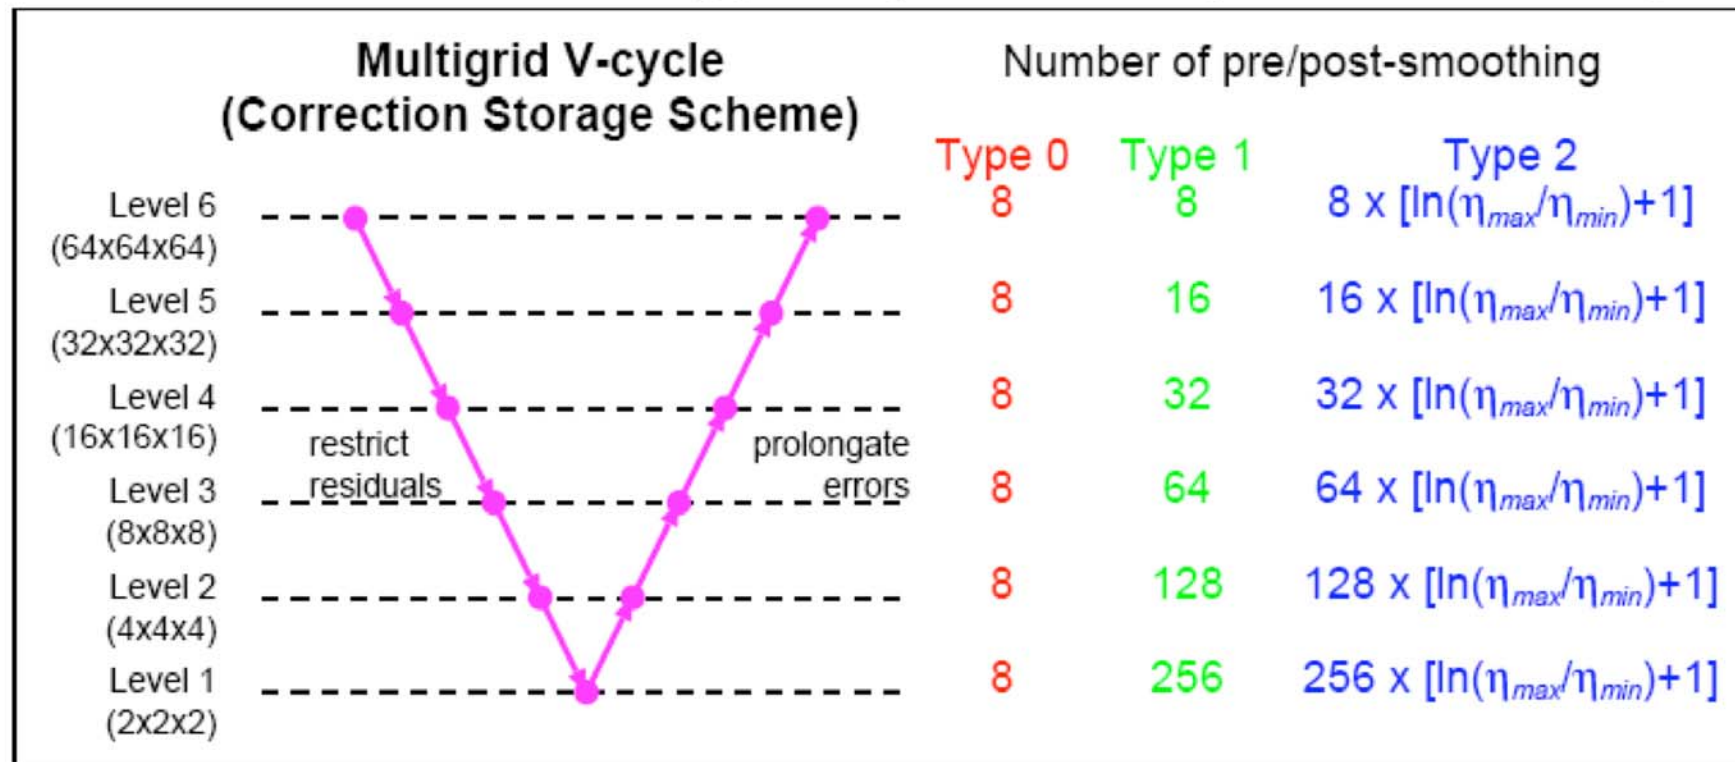 Multigrid V-cycle
(Correction Storage Scheme)
Number of pre/post-smoothing
Type 0 Type 1 Type 2
Level 6 8 8 8 x [ln(ηmax/ηmin)+1]
(64x64x64)
Level 5 8 16 16 x [ln(ηmax/ηmin)+1]
(32x32x32)
Level 4 8 32 32 x [ln(ηmax/ηmin)+1]
(16x16x16)
restrict prolongate
residuals errors
Level 3 8 64 64 x [ln(ηmax/ηmin)+1]
(8x8x8)
Level 2 8 128 128 x [ln(ηmax/ηmin)+1]
(4x4x4)
Level 1 8 256 256 x [ln(ηmax/ηmin)+1]
(2x2x2)